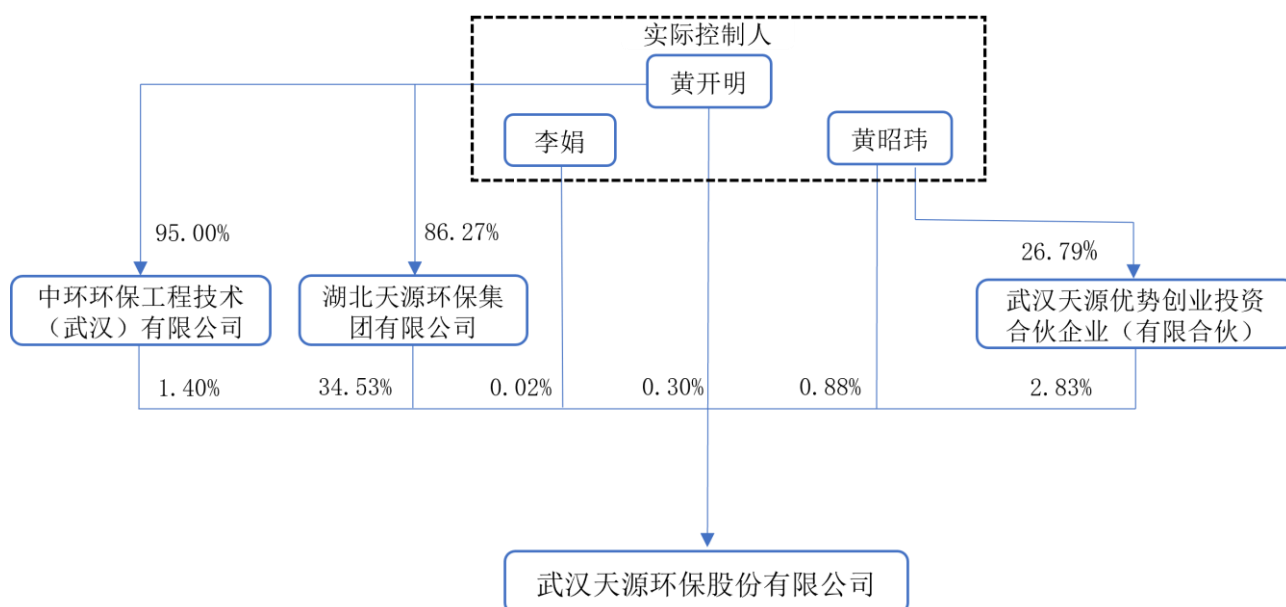 实际控制人
黄开明
李娟
黄昭玮
95.00%
86.27%
26.79%
中环环保工程技术
（武汉）有限公司
湖北天源环保集
团有限公司
武汉天源优势创业投资
合伙企业（有限合伙）
1.40%
34.53%
0.02%
0.30%
0.88%
2.83%
武汉天源环保股份有限公司